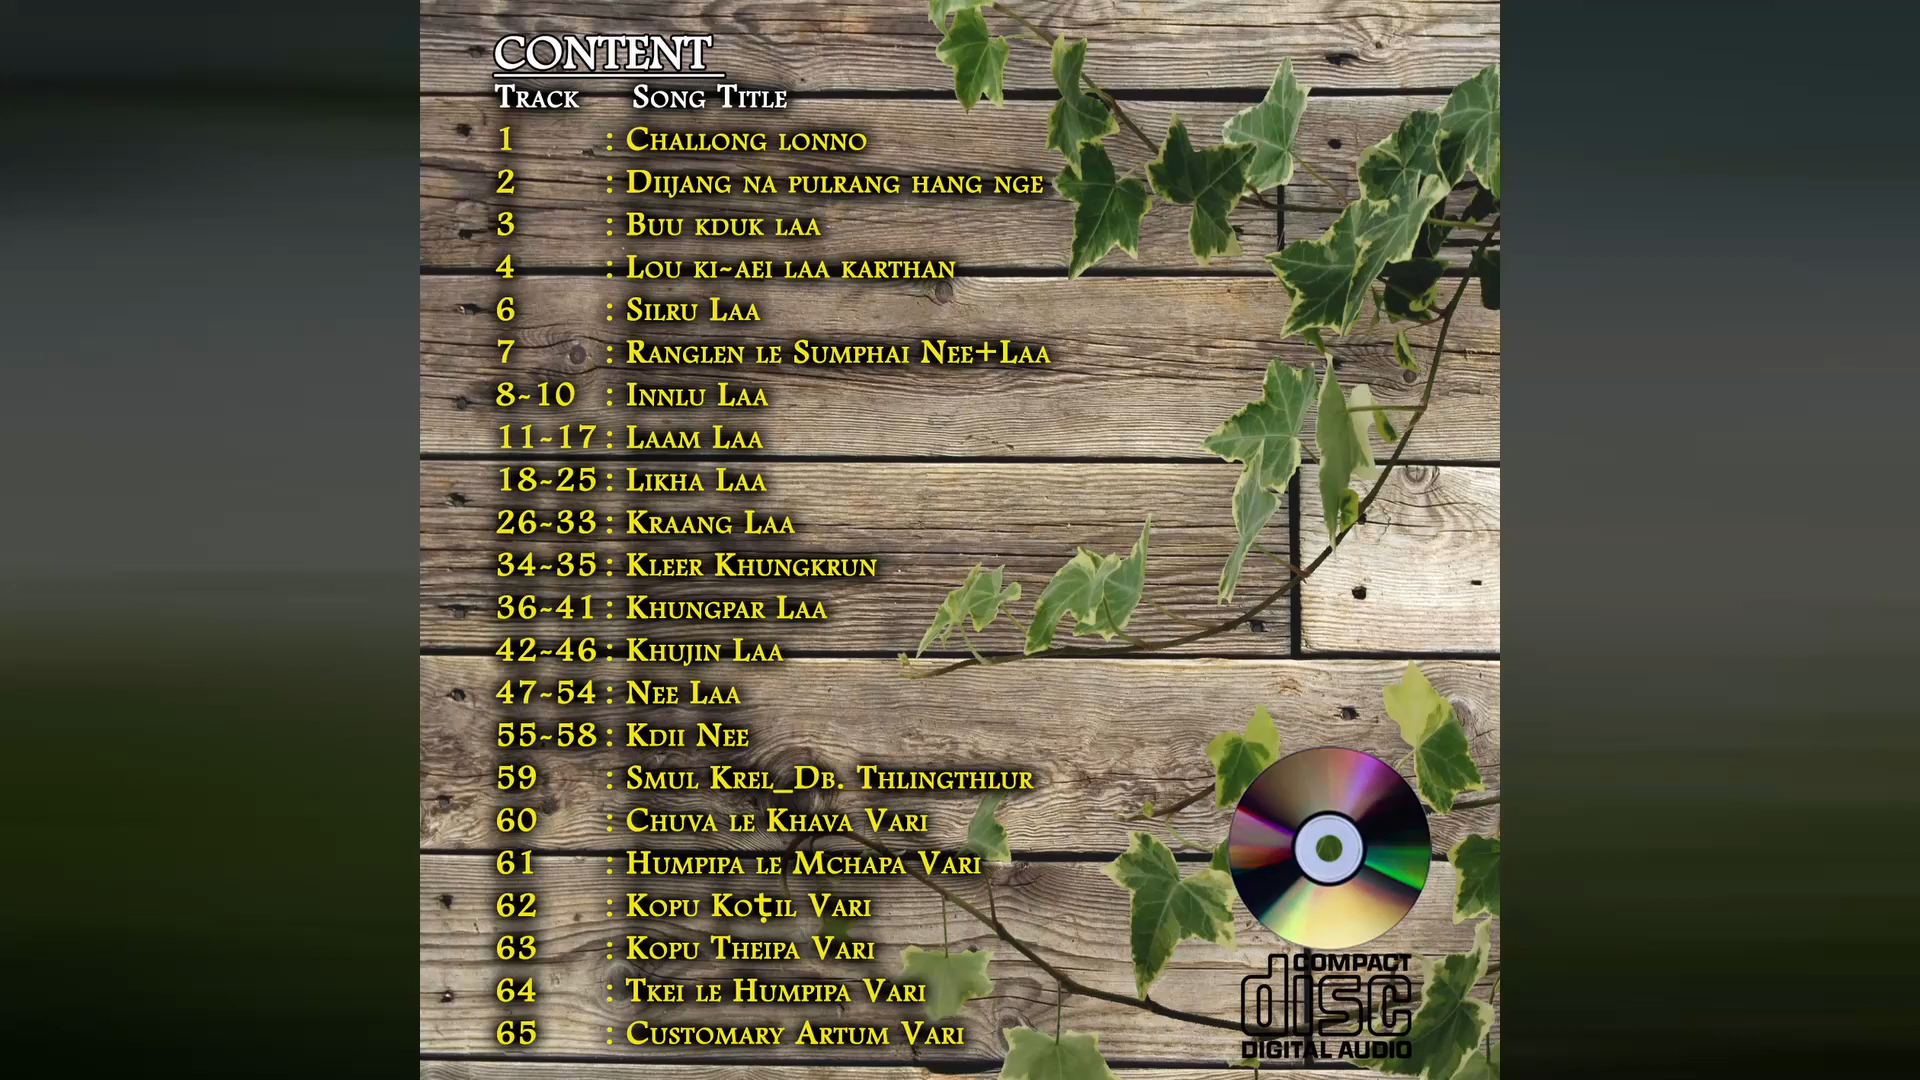 CONTENT
Track Song Title
1 : Challong lonno
2 : Diijang na pulrang hang nge
3 : Buu kduk laa
4 : Lou ki~aei laa karthan
6 : Silru Laa
7 : Ranglen le Sumphai Nee+Laa
8~10 : Innlu Laa
11~17 : Laam Laa
18~25 : Likha Laa
26~33 : Kraang Laa
34~35 : Kleer Khungkrun
36~41 : Khungpar Laa
42~46 : Khujin Laa
47~54 : Nee Laa
55~58 : Kdii Nee
59 : Smul Krel_Db. Thlingthlur
60 : Chuva le Khava Vari
61 : Humpipa le Mchapa Vari
62 : Kopu Koṭil Vari
63 : Kopu Theipa Vari
64 : Tkei le Humpipa Vari
65 : Customary Artum Vari
COMPACT
disc
DIGITAL AUDIO